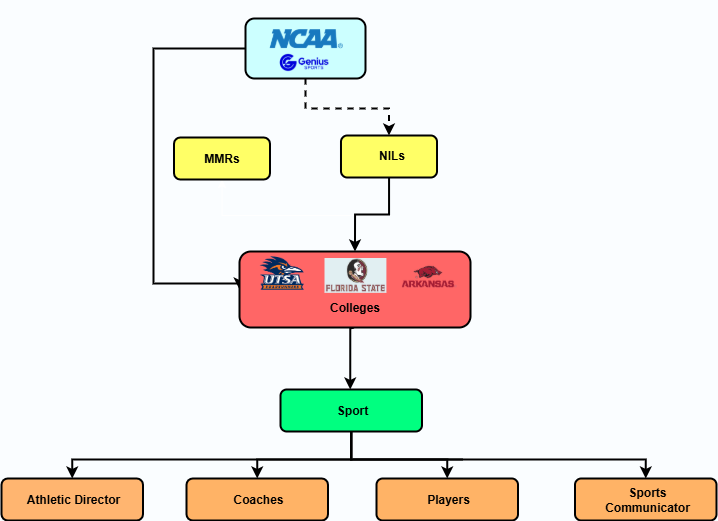 NCAA®
Genius
SPORTS
MMRs
NILs
UTSA
FLORIDA STATE
ARKANSAS
Colleges
Sport
Athletic Director
Coaches
Players
Sports
Communicator